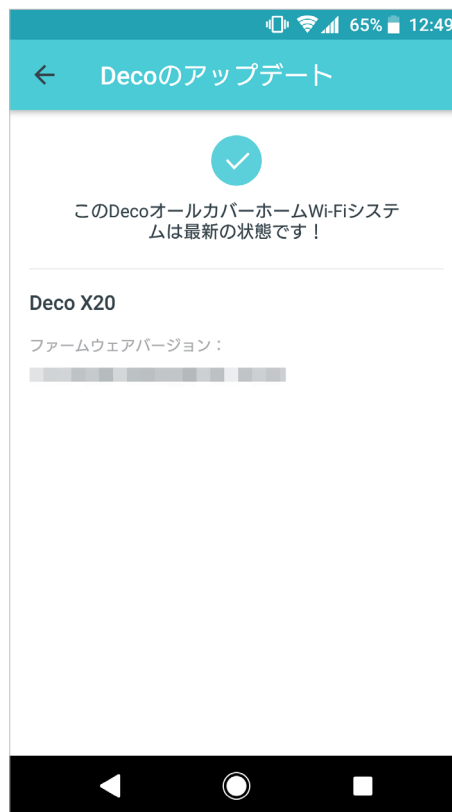 65% 12:49
Decoのアップデート
このDecoオールカバーホームWi-Fiシステ
ムは最新の状態です！
Deco X20
ファームウェアバージョン：